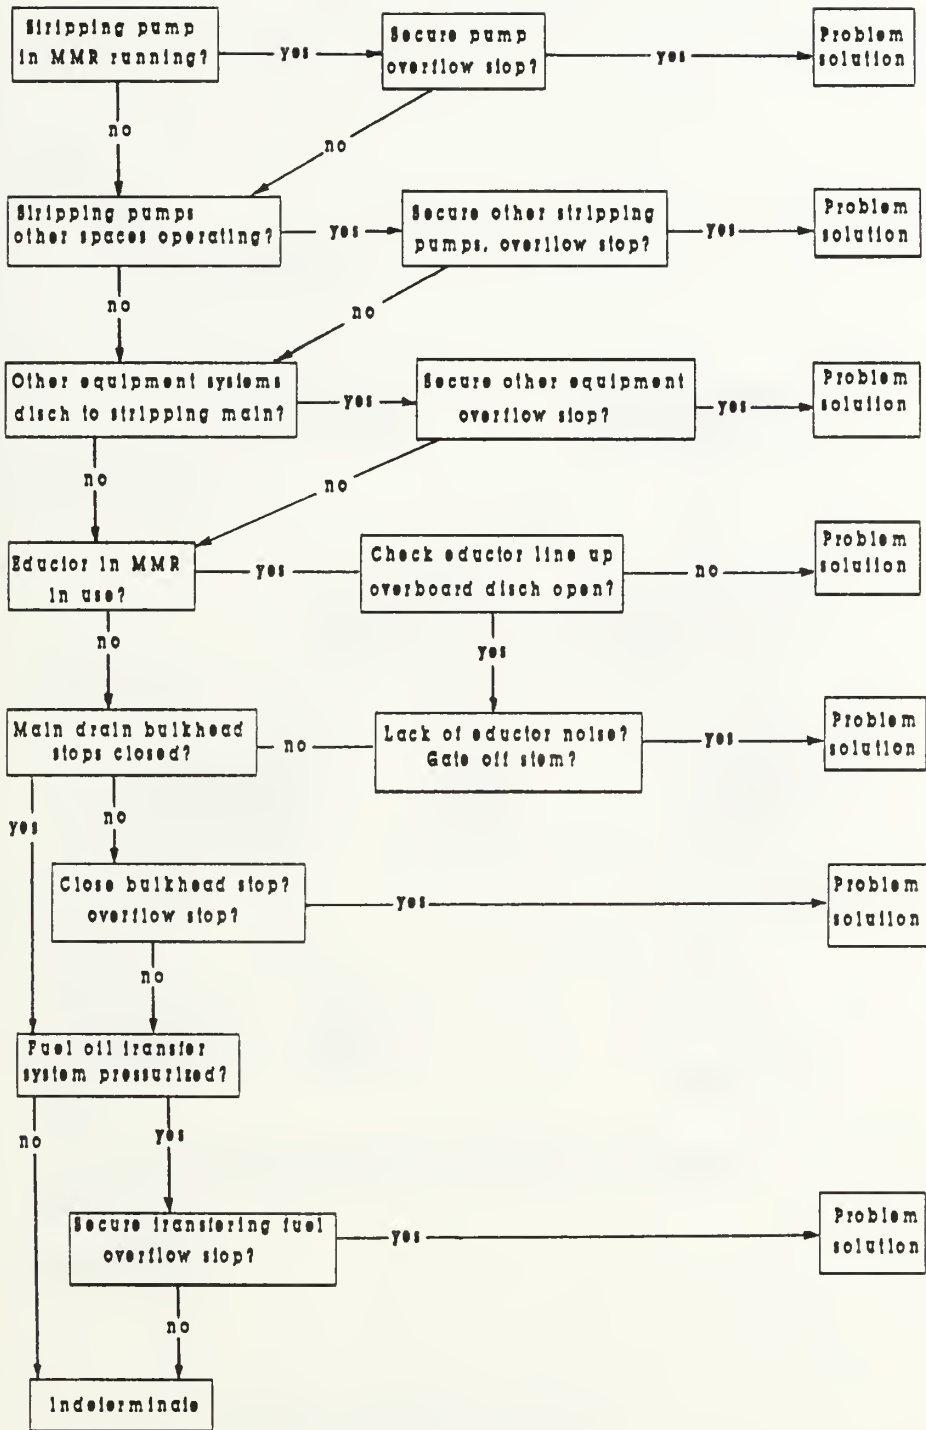 Stripping pump
in MMR running?
yes
Secure pump
overflow stop?
yes
Problem
solution
no
no
Stripping pumps
other spaces operating?
yes
Secure other stripping
pumps, overflow stop?
yes
Problem
solution
no
no
Other equipment systems
disch to stripping main?
yes
Secure other equipment
overflow stop?
yes
Problem
solution
no
no
Eductor in MMR
in use?
yes
Check eductor line up
overboard disch open?
no
Problem
solution
no
yes
Main drain bulkhead
stops closed?
no
Lack of eductor noise?
Gate off stem?
yes
Problem
solution
yes
no
Close bulkhead stop?
overflow stop?
yes
Problem
solution
no
Fuel oil transfer
system pressurized?
no
yes
Secure transfering fuel
overflow stop?
yes
Problem
solution
no
Indeterminate